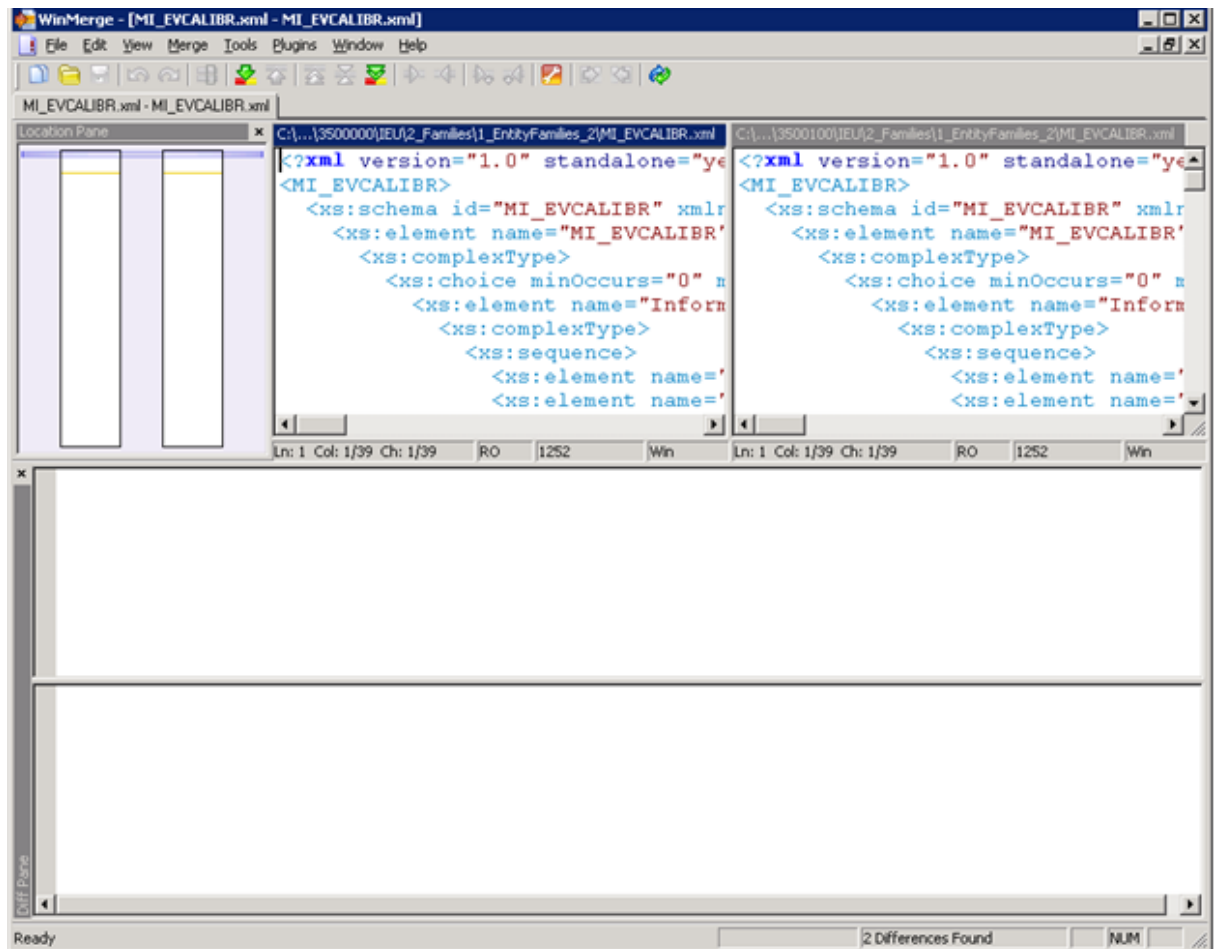 WinMerge - [MI_EVCALIBR.xml - MI_EVCALIBR.xml]
File Edit View Merge Tools Plugins Window Help
MI_EVCALIBR.xml - MI_EVCALIBR.xml
Location Pane
C:\...\3500000\IEU\2_Families\1_EntityFamilies_2\MI_EVCALIBR.xml
<?xml version="1.0" standalone="ye
<MI_EVCALIBR>
<xs:schema id="MI_EVCALIBR" xmlr
<xs:element name="MI_EVCALIBR"
<xs:complexType>
<xs:choice minOccurs="0" m
<xs:element name="Inform
<xs:complexType>
<xs:sequence>
<xs:element name="
<xs:element name="
Ln: 1 Col: 1/39 Ch: 1/39 RO 1252 Win
C:\...\3500100\IEU\2_Families\1_EntityFamilies_2\MI_EVCALIBR.xml
<?xml version="1.0" standalone="ye
<MI_EVCALIBR>
<xs:schema id="MI_EVCALIBR" xmlr
<xs:element name="MI_EVCALIBR"
<xs:complexType>
<xs:choice minOccurs="0" m
<xs:element name="Inform
<xs:complexType>
<xs:sequence>
<xs:element name="
<xs:element name="
Ln: 1 Col: 1/39 Ch: 1/39 RO 1252 Win
Diff Pane
Ready 2 Differences Found NUM